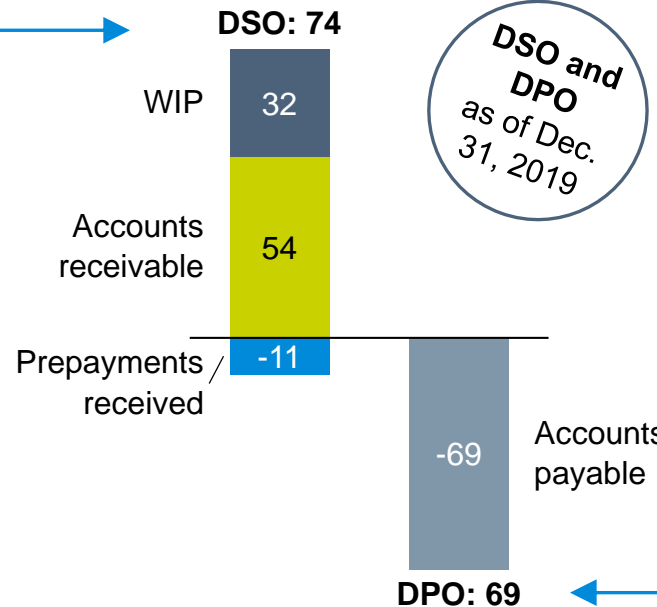 DSO: 74
DSO and
DPO
as of Dec.
31, 2019
WIP
32
Accounts
receivable
54
Prepayments
received
-11
-69
Accounts
payable
DPO: 69